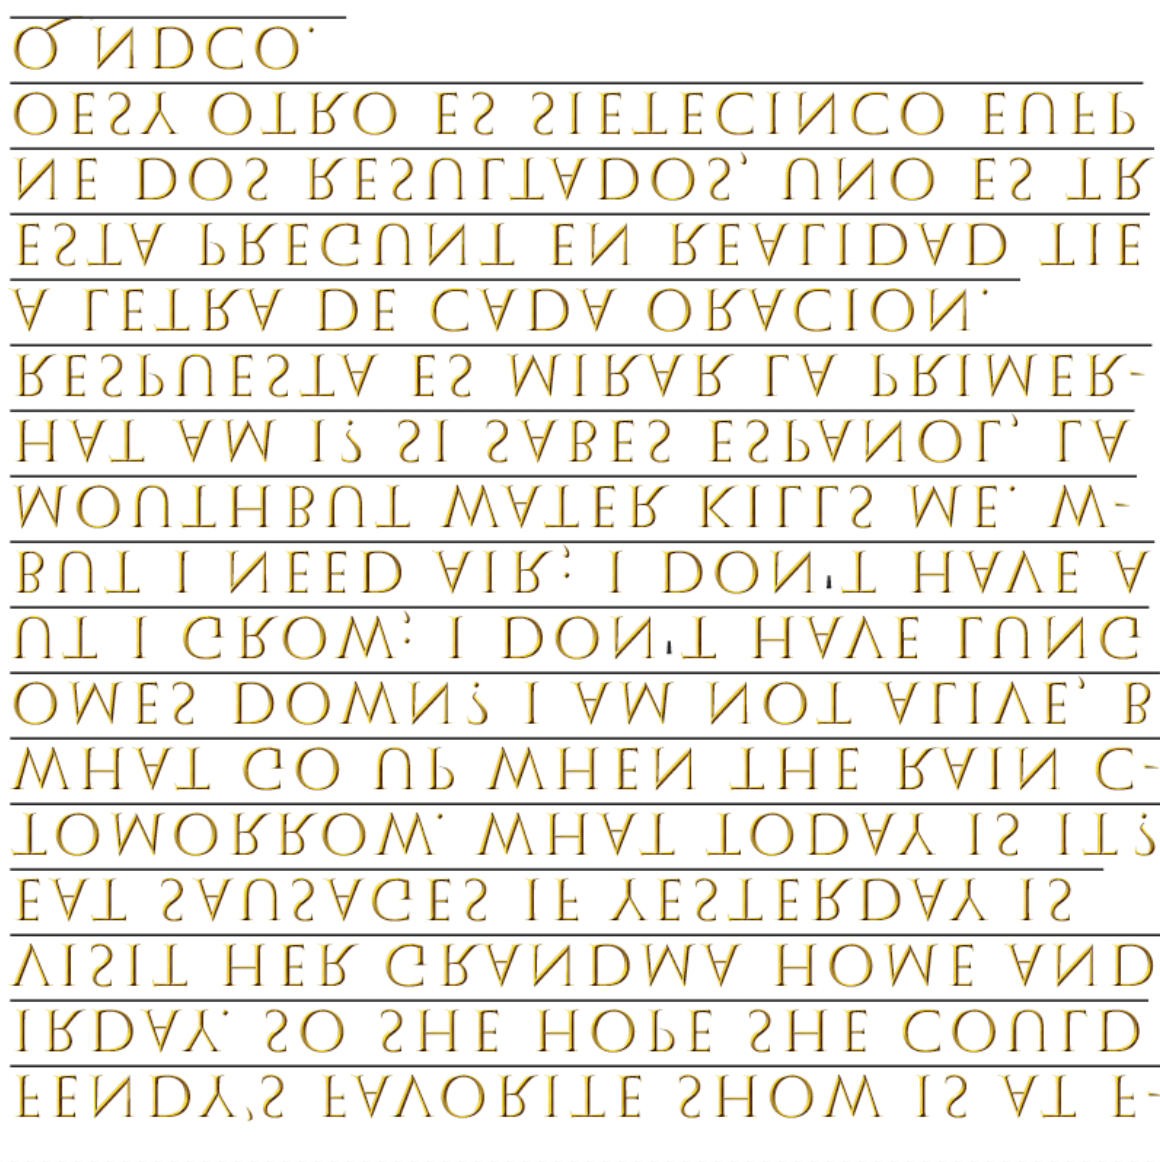 FENDY'S FAVORITE SHOW IS AT F-
IRDAY. SO SHE HOPE SHE COULD
VISIT HER GRANDMA HOME AND
EAT SAUSAGES IF YESTERDAY IS
TOMORROW. WHAT TODAY IS IT?
WHAT GO UP WHEN THE RAIN C-
OMES DOWN? I AM NOT ALIVE, B
UT I GROW; I DON'T HAVE LUNG
BUT I NEED AIR; I DON'T HAVE A
MOUTHBUT WATER KILLS ME. W-
HAT AM I? SI SABES ESPANOL, LA
RESPUESTA ES MIRAR LA PRIMER-
A LETRA DE CADA ORACION.
ESTA PREGUNT EN REALIDAD TIE
NE DOS RESULTADOS, UNO ES TR
OESY OTRO ES SIETECINCO EUFP
Q NDCO.